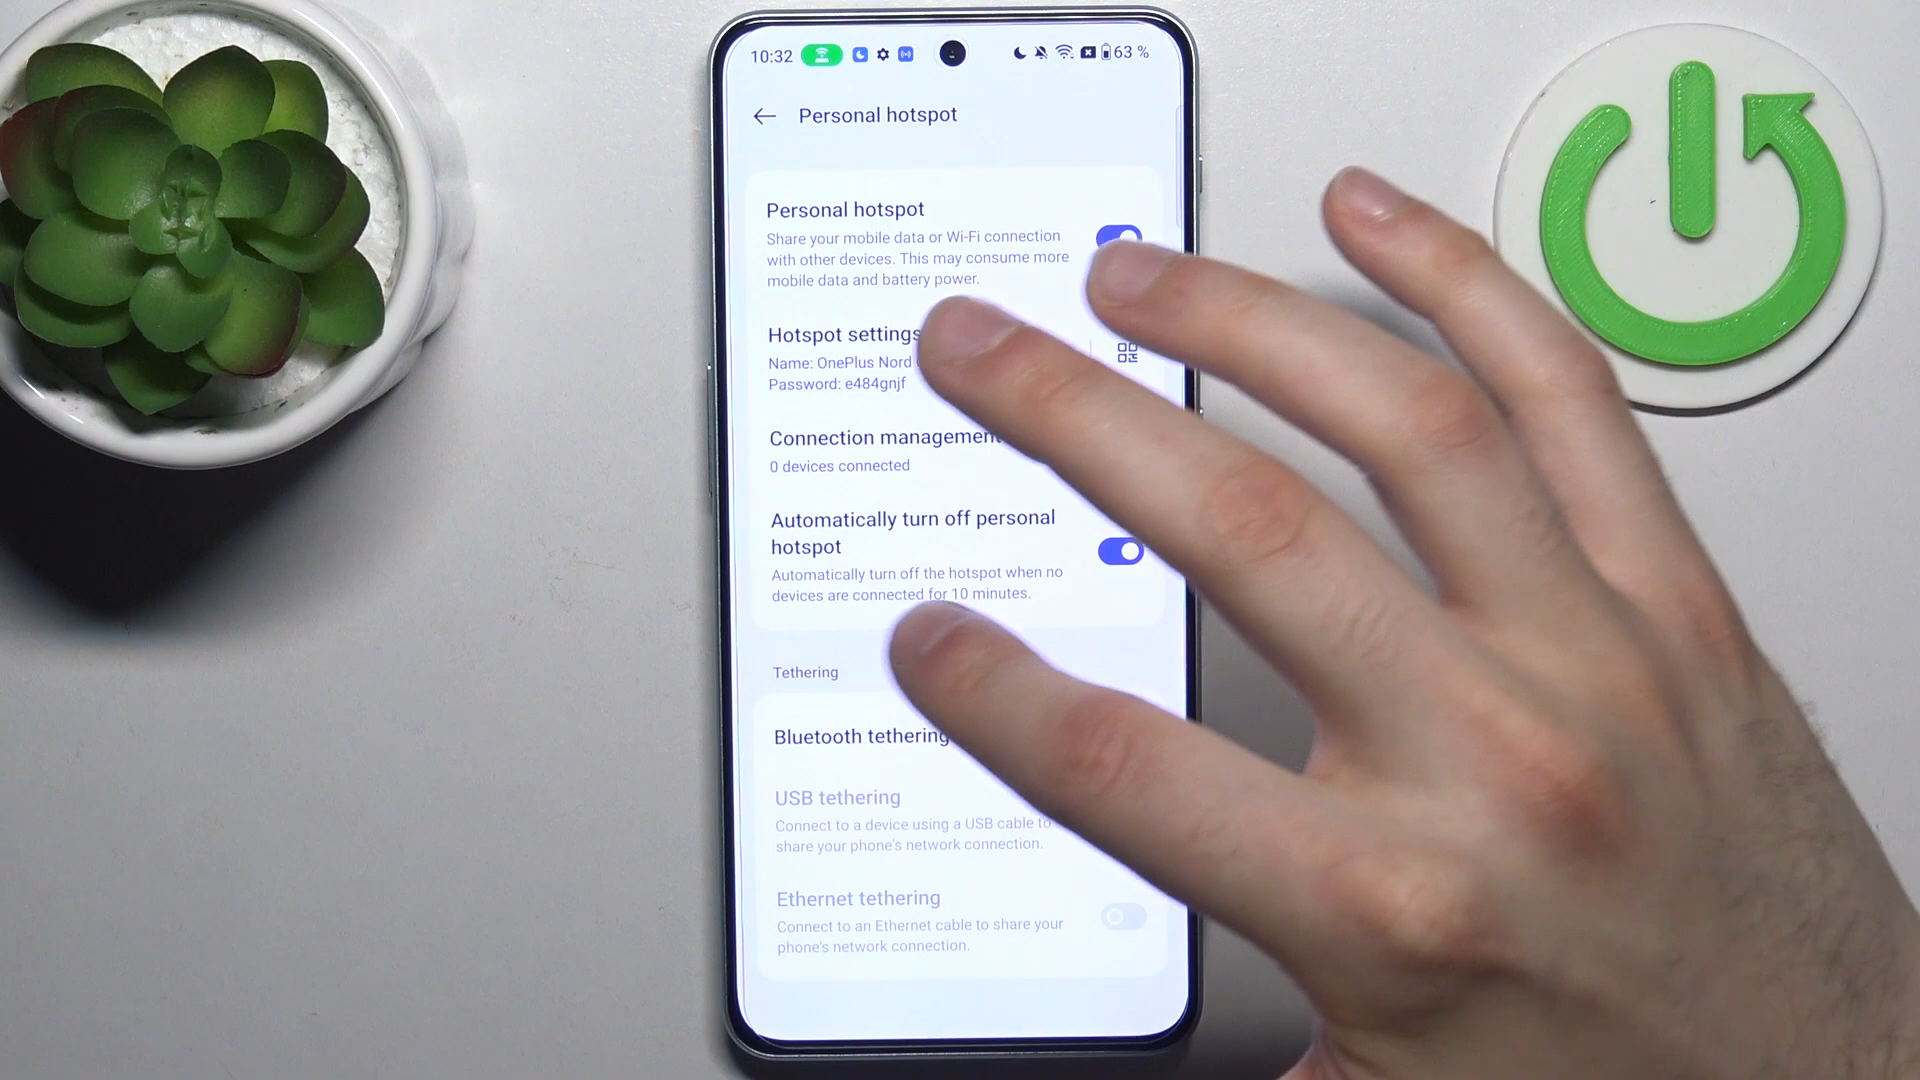 10:32
63 %
Personal hotspot
Personal hotspot
Share your mobile data or Wi-Fi connection
with other devices. This may consume more
mobile data and battery power.
Hotspot settings
Name: OnePlus Nord
Password: e484gnjf
Connection management
0 devices connected
Automatically turn off personal
hotspot
Automatically turn off the hotspot when no
devices are connected for 10 minutes.
Tethering
Bluetooth tethering
USB tethering
Connect to a device using a USB cable to
share your phone's network connection.
Ethernet tethering
Connect to an Ethernet cable to share your
phone's network connection.